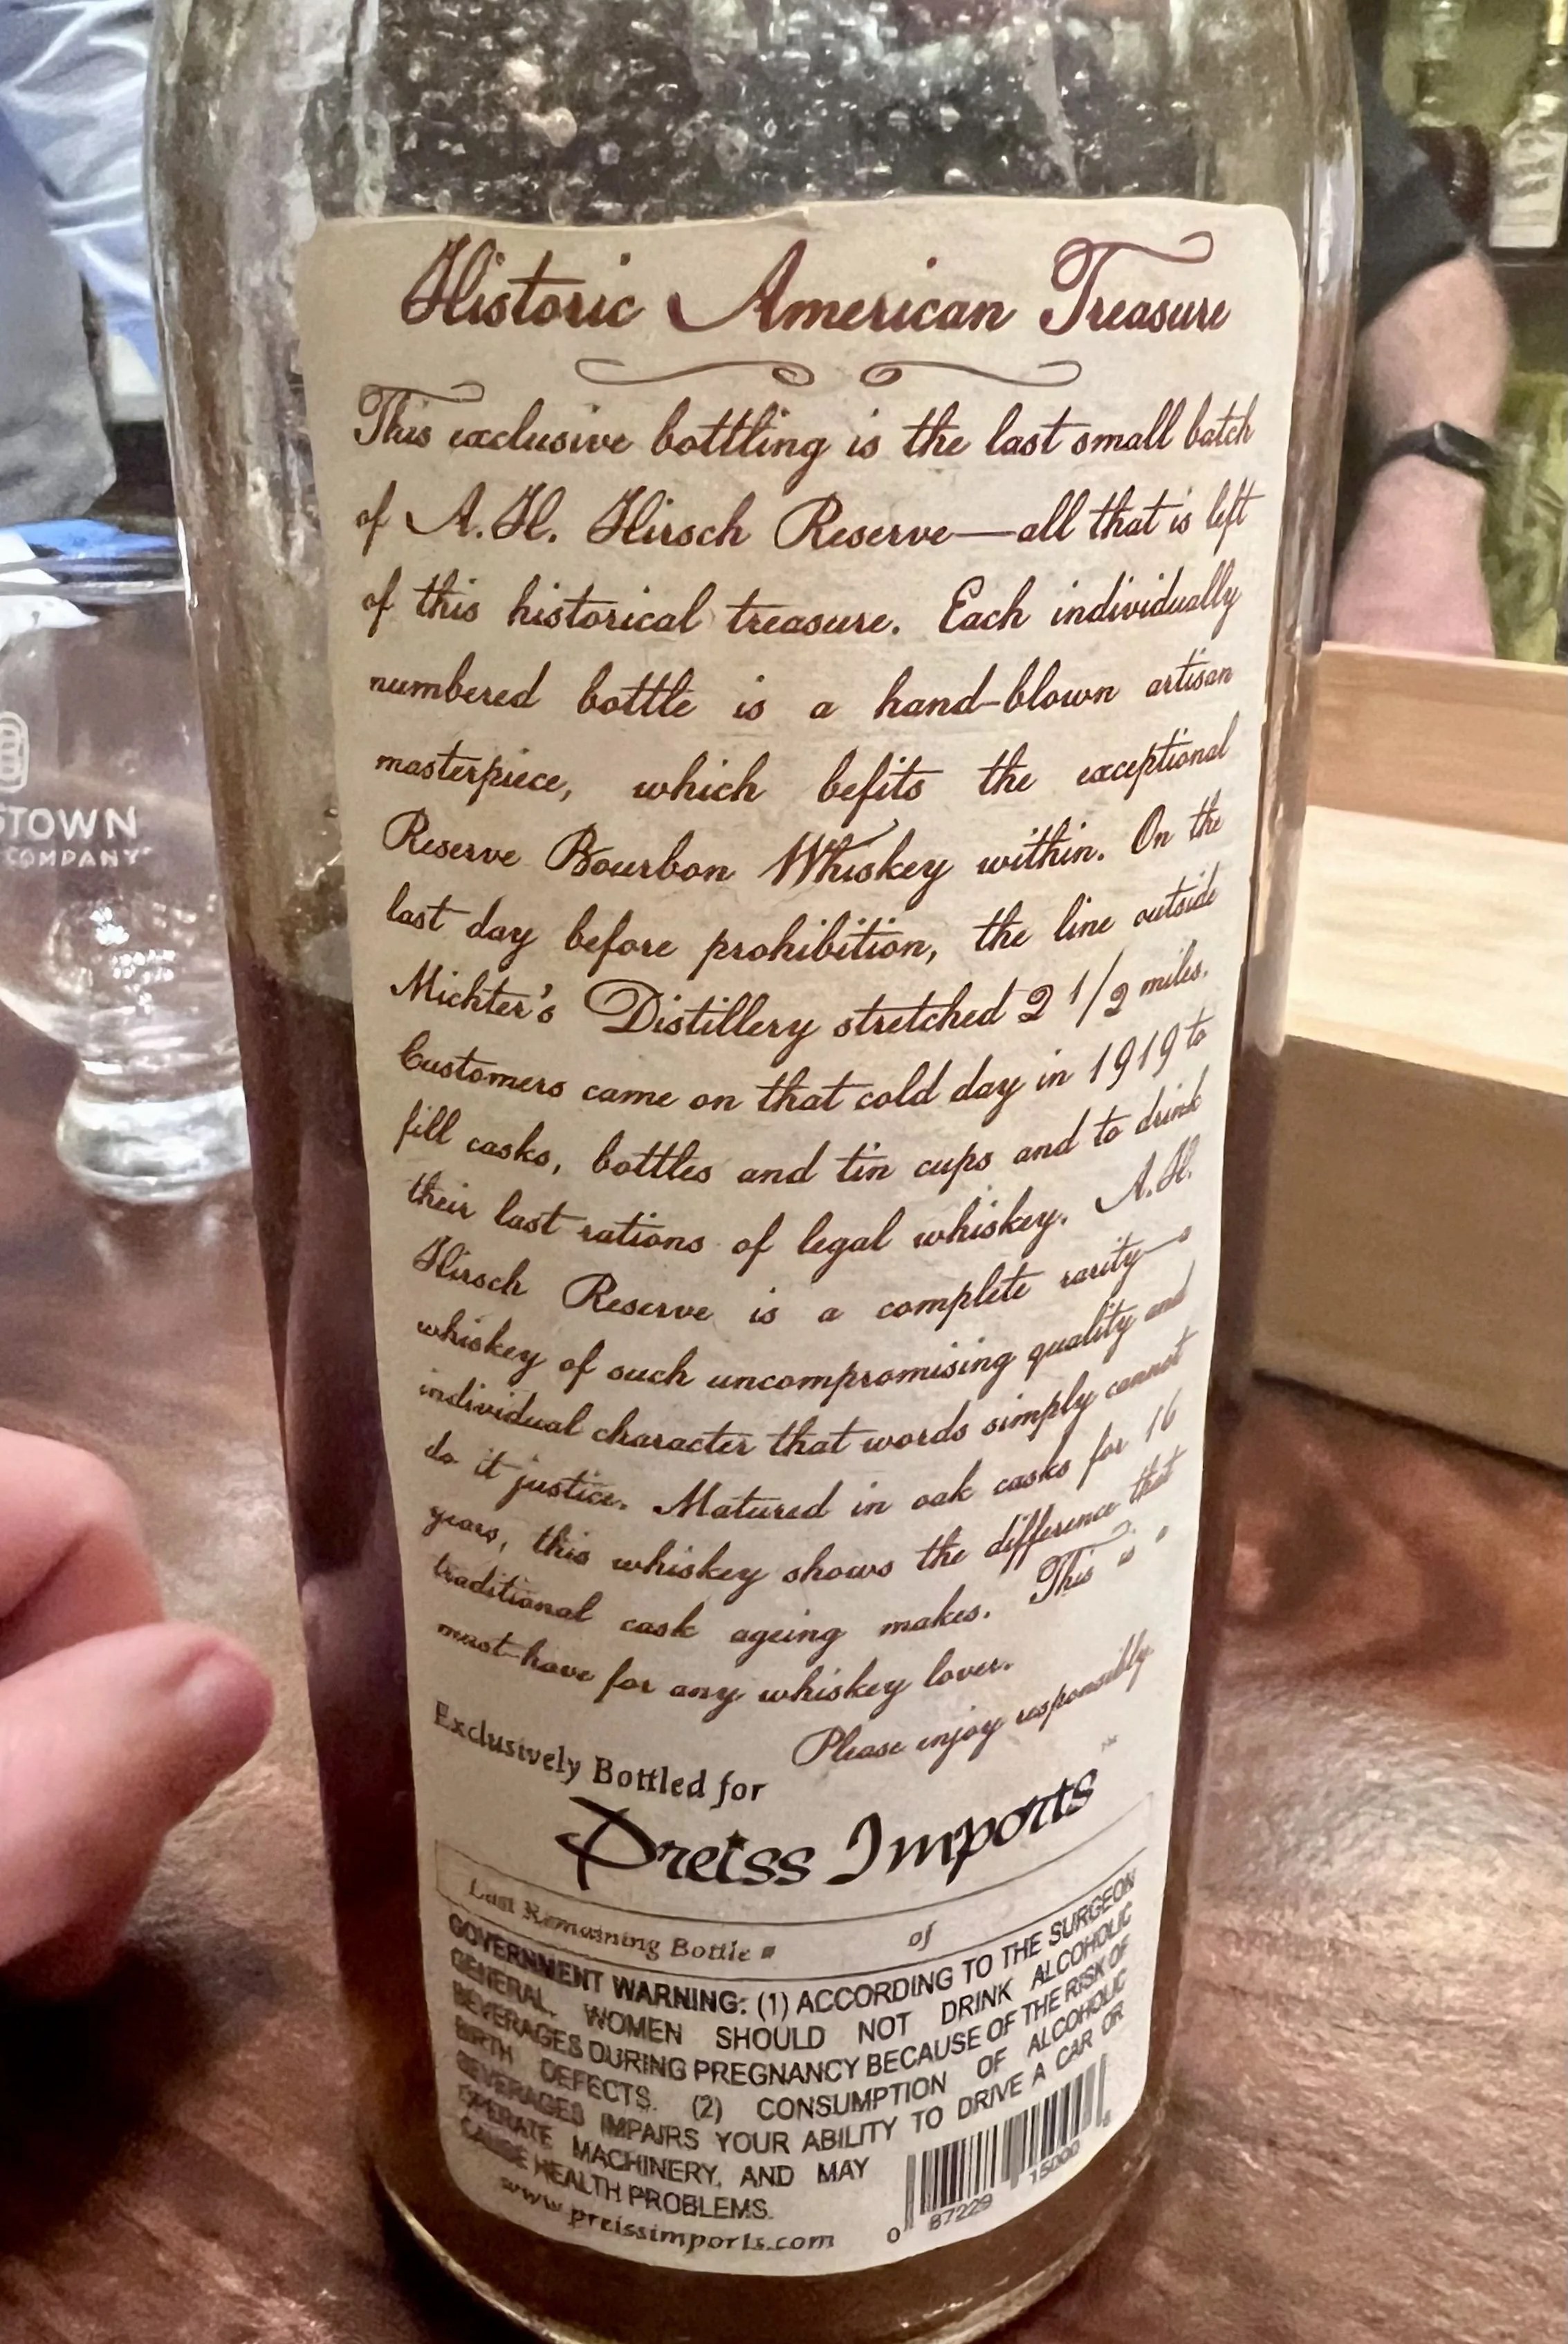 Historic American Treasure
This exclusive bottling is the last small batch
of A.H. Hirsch Reserve—all that is left
of this historical treasure. Each individually
numbered bottle is a hand-blown artisan
masterpiece, which befits the exceptional
Reserve Bourbon Whiskey within. On the
last day before prohibition, the line outside
Michter's Distillery stretched 2 1/2 miles.
Customers came on that cold day in 1919 to
fill casks, bottles and tin cups and to drink
their last rations of legal whiskey. A.H.
Hirsch Reserve is a complete rarity—a
whiskey of such uncompromising quality and
individual character that words simply cannot
do it justice. Matured in oak casks for 16
years, this whiskey shows the difference that
traditional cask ageing makes. This is a
must-have for any whiskey lover.
Please enjoy responsibly.
Exclusively Bottled for
Preiss Imports
Last Remaining Bottle # of
GOVERNMENT WARNING: (1) ACCORDING TO THE SURGEON
GENERAL, WOMEN SHOULD NOT DRINK ALCOHOLIC
BEVERAGES DURING PREGNANCY BECAUSE OF THE RISK OF
BIRTH DEFECTS. (2) CONSUMPTION OF ALCOHOLIC
BEVERAGES IMPAIRS YOUR ABILITY TO DRIVE A CAR OR
OPERATE MACHINERY, AND MAY
CAUSE HEALTH PROBLEMS.
www.preissimports.com
0 87229 15000
STOWN
COMPANY